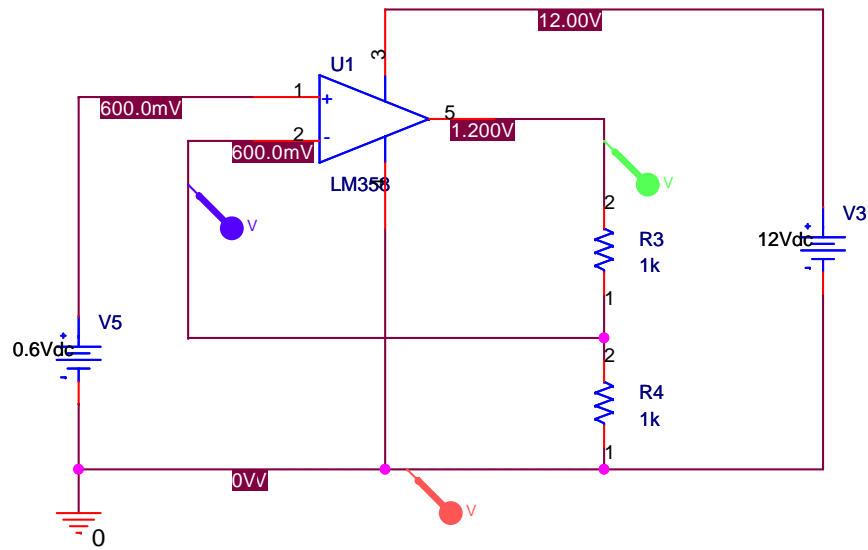 12.00V
3
U1
1
+
600.0mV
5
1.200V
2
-
600.0mV
LM358
V
V
2
V3
+
12Vdc
-
R3
1k
1
V5
+
0.6Vdc
-
2
R4
1k
1
0VV
V
0